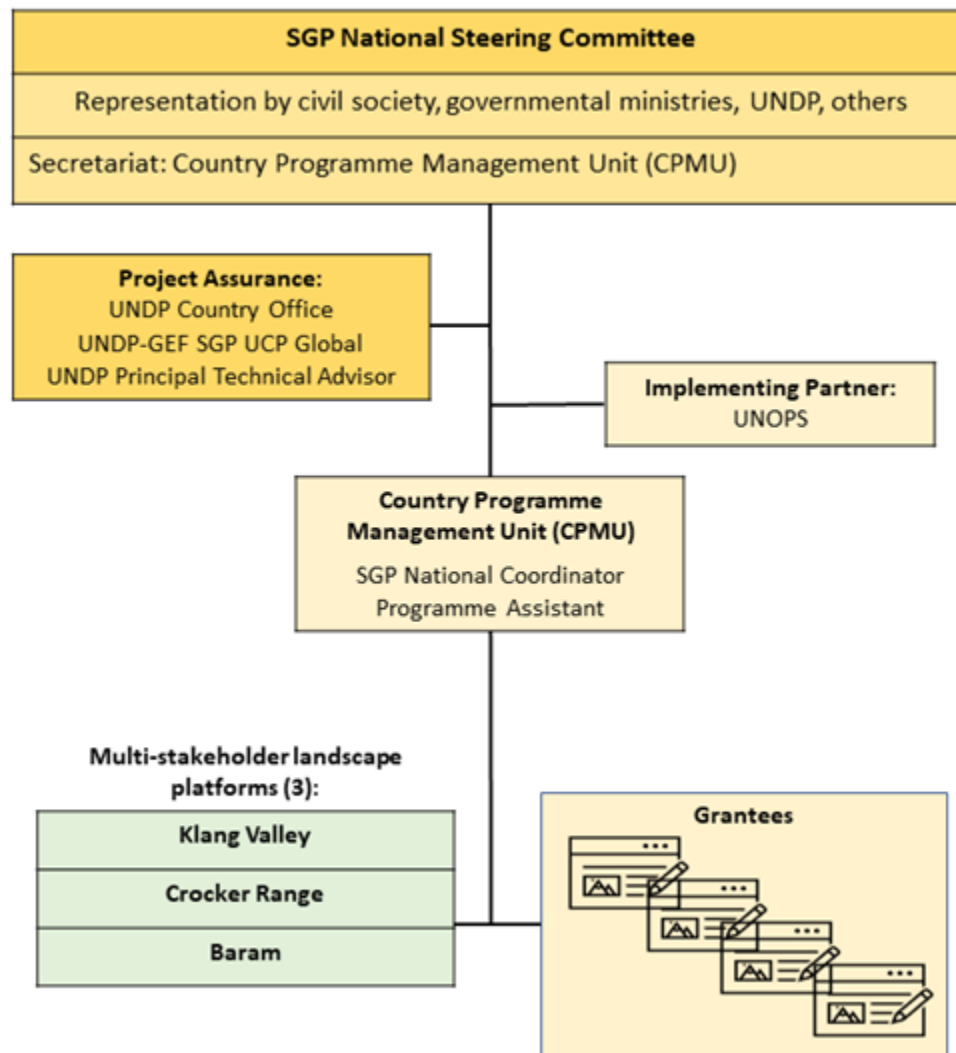 SGP National Steering Committee
Representation by civil society, governmental ministries, UNDP, others
Secretariat: Country Programme Management Unit (CPMU)
Project Assurance:
UNDP Country Office
UNDP-GEF SGP UCP Global
UNDP Principal Technical Advisor
Implementing Partner:
UNOPS
Country Programme
Management Unit (CPMU)
SGP National Coordinator
Programme Assistant
Multi-stakeholder landscape
platforms (3):
Klang Valley
Crocker Range
Baram
Grantees